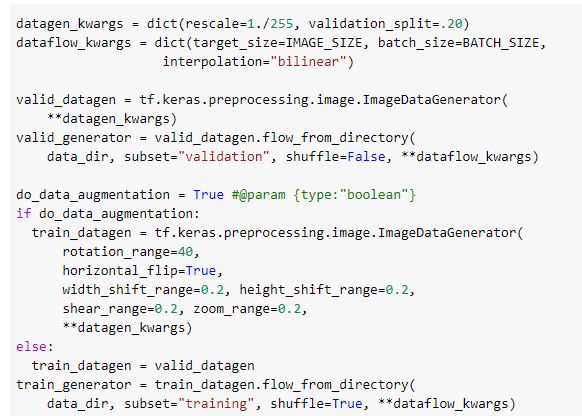 datagen_kwargs = dict(rescale=1./255, validation_split=.20)
dataflow_kwargs = dict(target_size=IMAGE_SIZE, batch_size=BATCH_SIZE,
                   interpolation="bilinear")

valid_datagen = tf.keras.preprocessing.image.ImageDataGenerator(
    **datagen_kwargs)
valid_generator = valid_datagen.flow_from_directory(
    data_dir, subset="validation", shuffle=False, **dataflow_kwargs)

do_data_augmentation = True #@param {type:"boolean"}
if do_data_augmentation:
  train_datagen = tf.keras.preprocessing.image.ImageDataGenerator(
      rotation_range=40,
      horizontal_flip=True,
      width_shift_range=0.2, height_shift_range=0.2,
      shear_range=0.2, zoom_range=0.2,
      **datagen_kwargs)
else:
  train_datagen = valid_datagen
train_generator = train_datagen.flow_from_directory(
    data_dir, subset="training", shuffle=True, **dataflow_kwargs)